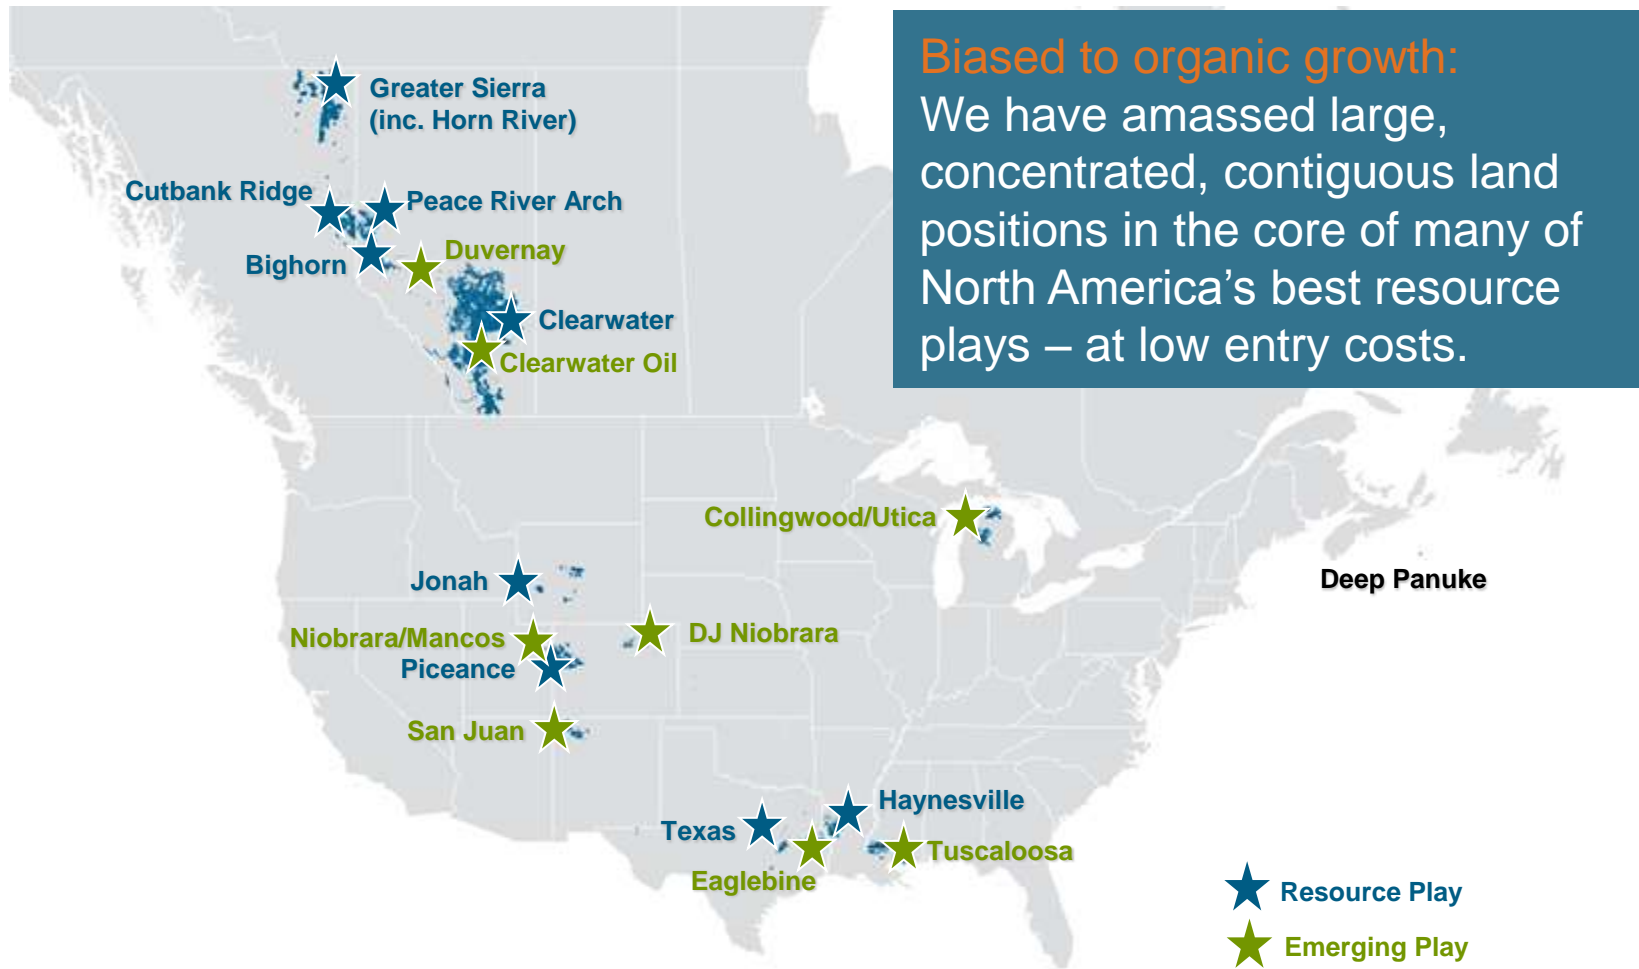 Biased to organic growth:
We have amassed large,
concentrated, contiguous land
positions in the core of many of
North America’s best resource
plays – at low entry costs.
Greater Sierra
(inc. Horn River)
Cutbank Ridge
Peace River Arch
Duvernay
Bighorn
Clearwater
Clearwater Oil
Collingwood/Utica
Deep Panuke
Jonah
Niobrara/Mancos
DJ Niobrara
Piceance
San Juan
Haynesville
Texas
Tuscaloosa
Eaglebine
Resource Play
Emerging Play